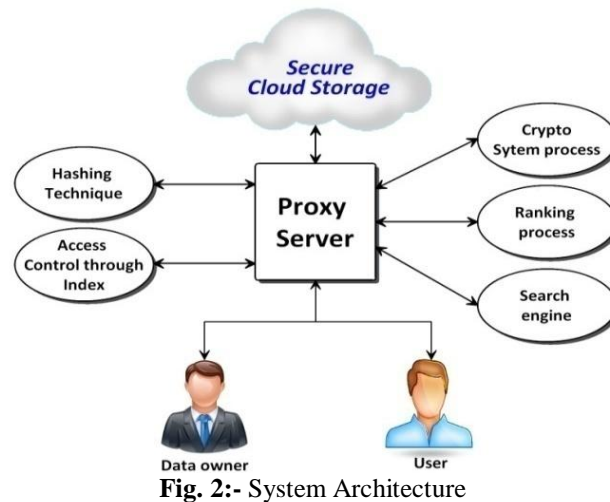 Secure
Cloud Storage
Hashing
Technique
Access
Control through
Index
Proxy
Server
Crypto
Sytem process
Ranking
process
Search
engine
Data owner
User
Fig. 2:- System Architecture